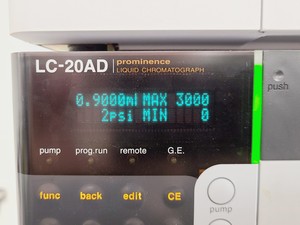 LC-20AD prominence
LIQUID CHROMATOGRAPH
0.9000ml MAX 3000
2psi MIN 0
push
pump prog.run remote G.E.
func back edit CE
pump